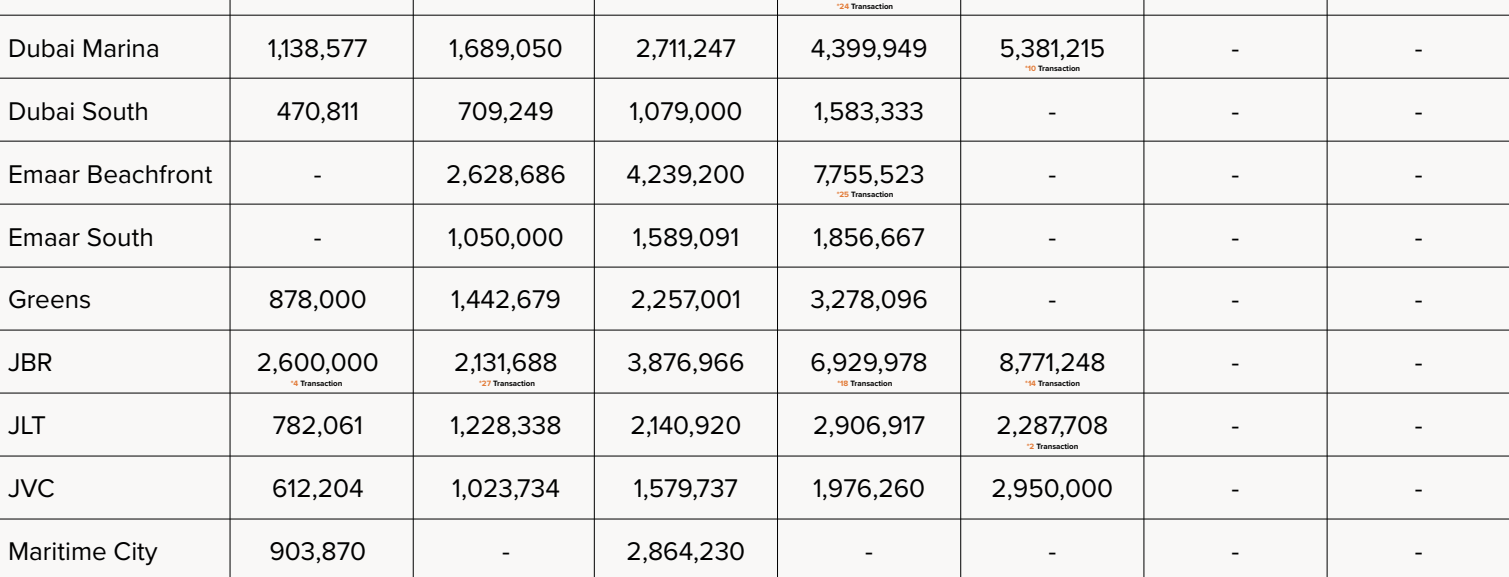 *24 Transaction
Dubai Marina 1,138,577 1,689,050 2,711,247 4,399,949 5,381,215 - -
*10 Transaction
Dubai South 470,811 709,249 1,079,000 1,583,333 - - -
Emaar Beachfront - 2,628,686 4,239,200 7,755,523 - - -
*25 Transaction
Emaar South - 1,050,000 1,589,091 1,856,667 - - -
Greens 878,000 1,442,679 2,257,001 3,278,096 - - -
JBR 2,600,000 2,131,688 3,876,966 6,929,978 8,771,248 - -
*4 Transaction *27 Transaction *18 Transaction *14 Transaction
JLT 782,061 1,228,338 2,140,920 2,906,917 2,287,708 - -
*2 Transaction
JVC 612,204 1,023,734 1,579,737 1,976,260 2,950,000 - -
Maritime City 903,870 - 2,864,230 - - - -